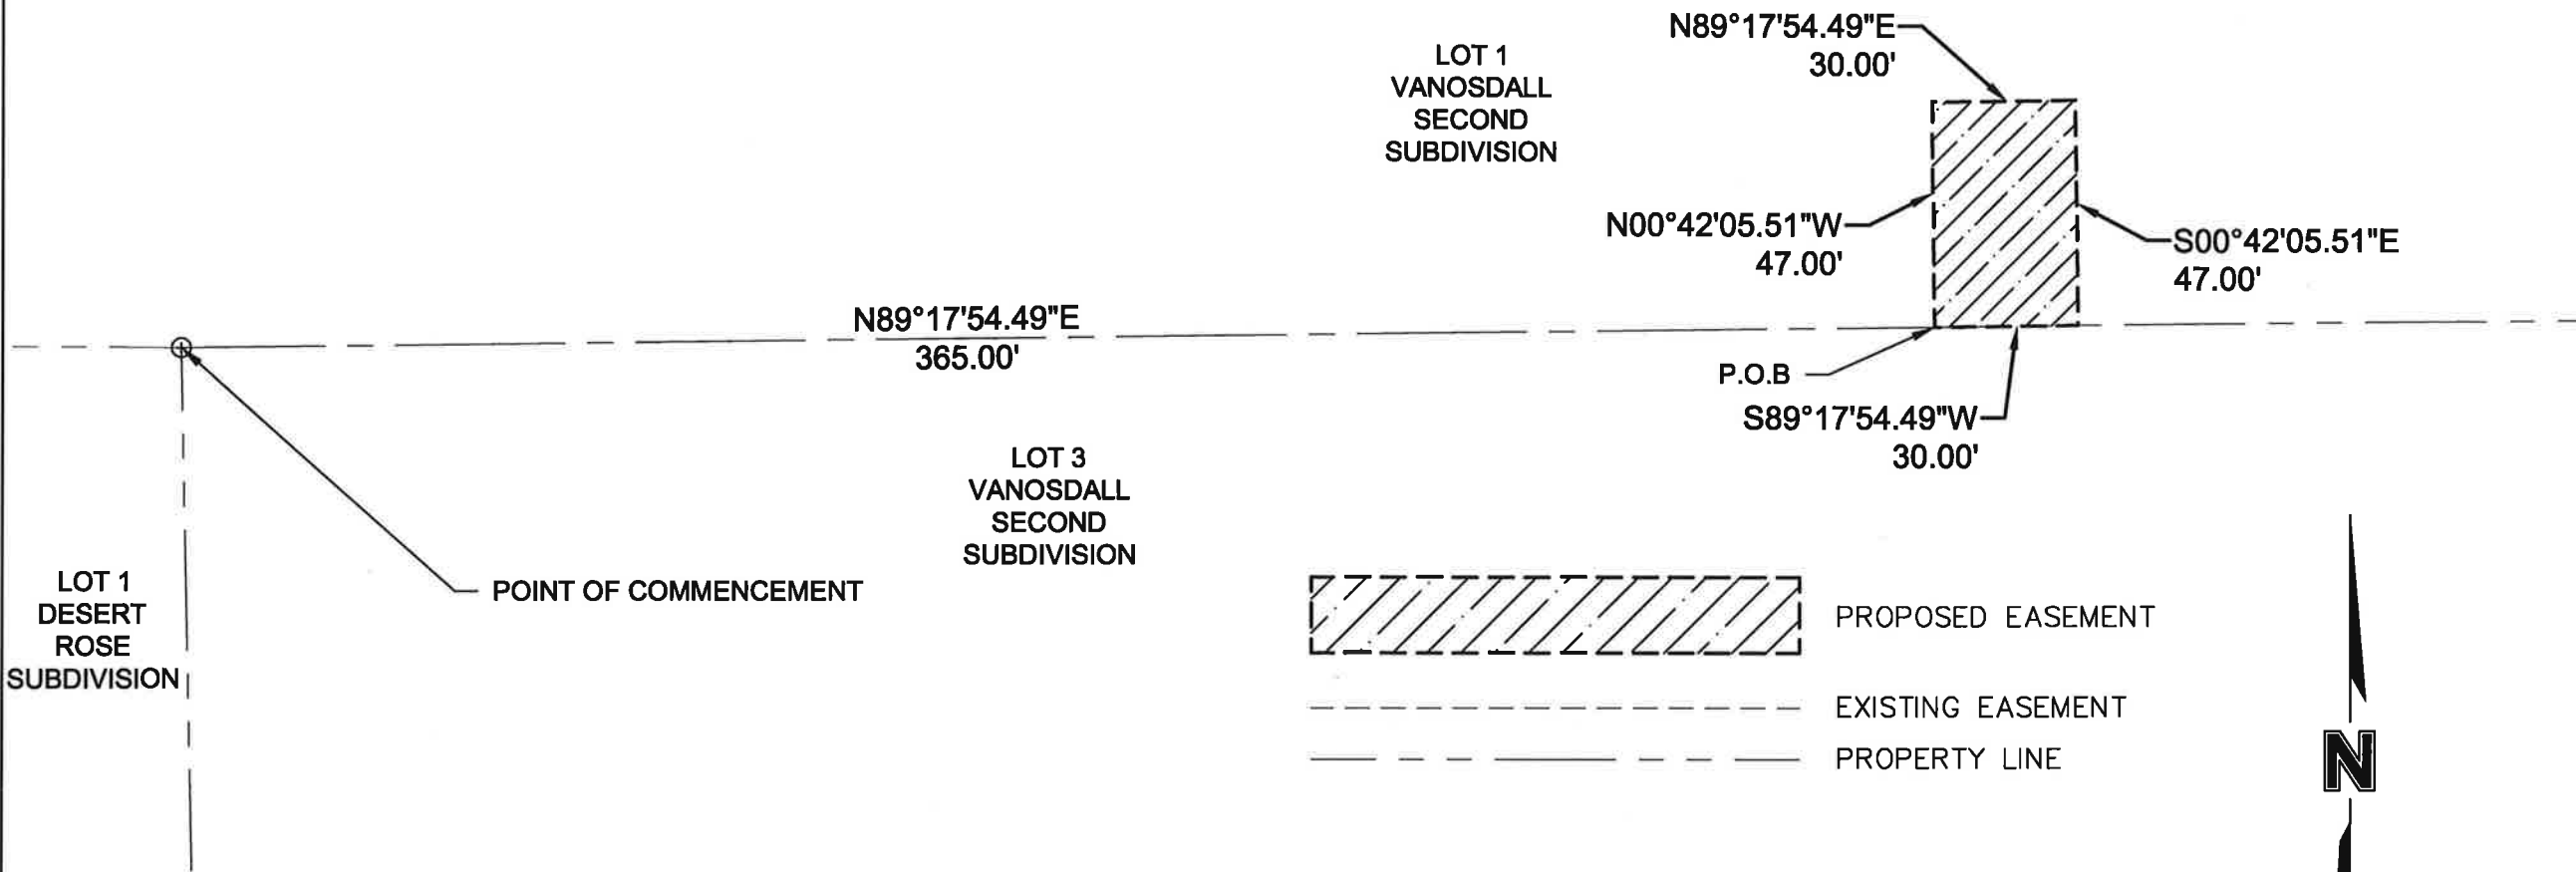 N89°17'54.49"E
30.00'
LOT 1
VANOSDALL
SECOND
SUBDIVISION
N00°42'05.51"W
47.00'
S00°42'05.51"E
47.00'
N89°17'54.49"E
365.00'
P.O.B
S89°17'54.49"W
30.00'
LOT 3
VANOSDALL
SECOND
SUBDIVISION
POINT OF COMMENCEMENT
LOT 1
DESERT
ROSE
SUBDIVISION
PROPOSED EASEMENT
EXISTING EASEMENT
PROPERTY LINE
N